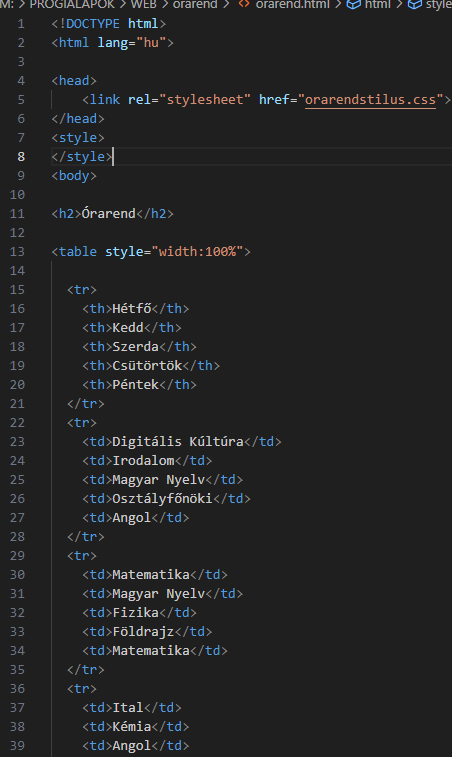 M: > PROGIALAPOK > WEB > orarend > orarend.html > html > style
1 <!DOCTYPE html>
2 <html lang="hu">
3
4 <head>
5 <link rel="stylesheet" href="orarendstilus.css">
6 </head>
7 <style>
8 </style>
9 <body>
10
11 <h2>Órarend</h2>
12
13 <table style="width:100%">
14
15 <tr>
16 <th>Hétfő</th>
17 <th>Kedd</th>
18 <th>Szerda</th>
19 <th>Csütörtök</th>
20 <th>Péntek</th>
21 </tr>
22 <tr>
23 <td>Digitális Kúltúra</td>
24 <td>Irodalom</td>
25 <td>Magyar Nyelv</td>
26 <td>Osztályfőnöki</td>
27 <td>Angol</td>
28 </tr>
29 <tr>
30 <td>Matematika</td>
31 <td>Magyar Nyelv</td>
32 <td>Fizika</td>
33 <td>Földrajz</td>
34 <td>Matematika</td>
35 </tr>
36 <tr>
37 <td>Ital</td>
38 <td>Kémia</td>
39 <td>Angol</td>